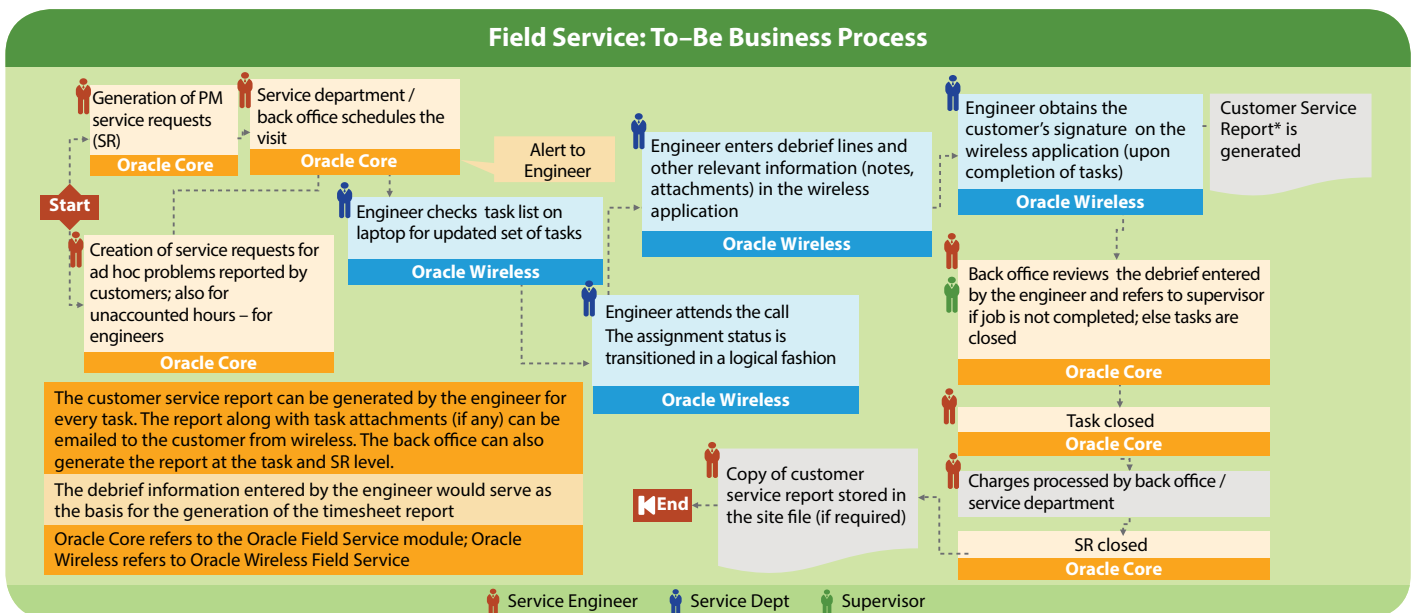 Field Service: To–Be Business Process
Generation of PM
service requests
(SR)
Oracle Core
Service department /
back office schedules the
visit
Oracle Core
Alert to
Engineer
Start
Creation of service requests for
ad hoc problems reported by
customers; also for
unaccounted hours – for
engineers
Oracle Core
Engineer checks task list on
laptop for updated set of tasks
Oracle Wireless
Engineer attends the call
The assignment status is
transitioned in a logical fashion
Oracle Wireless
Engineer enters debrief lines and
other relevant information (notes,
attachments) in the wireless
application
Oracle Wireless
Engineer obtains the
customer's signature on the
wireless application (upon
completion of tasks)
Oracle Wireless
Customer Service
Report* is
generated
Back office reviews the debrief entered
by the engineer and refers to supervisor
if job is not completed; else tasks are
closed
Oracle Core
Task closed
Oracle Core
Charges processed by back office /
service department
SR closed
Oracle Core
Copy of customer
service report stored in
the site file (if required)
End
The customer service report can be generated by the engineer for
every task. The report along with task attachments (if any) can be
emailed to the customer from wireless. The back office can also
generate the report at the task and SR level.
The debrief information entered by the engineer would serve as
the basis for the generation of the timesheet report
Oracle Core refers to the Oracle Field Service module; Oracle
Wireless refers to Oracle Wireless Field Service
Service Engineer
Service Dept
Supervisor